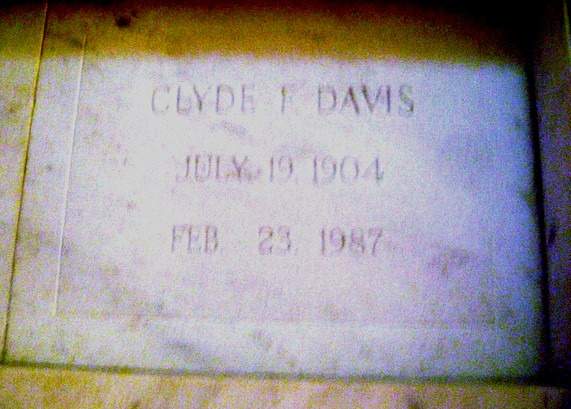 CLYDE F. DAVIS
JULY 19, 1904
FEB. 23, 1987